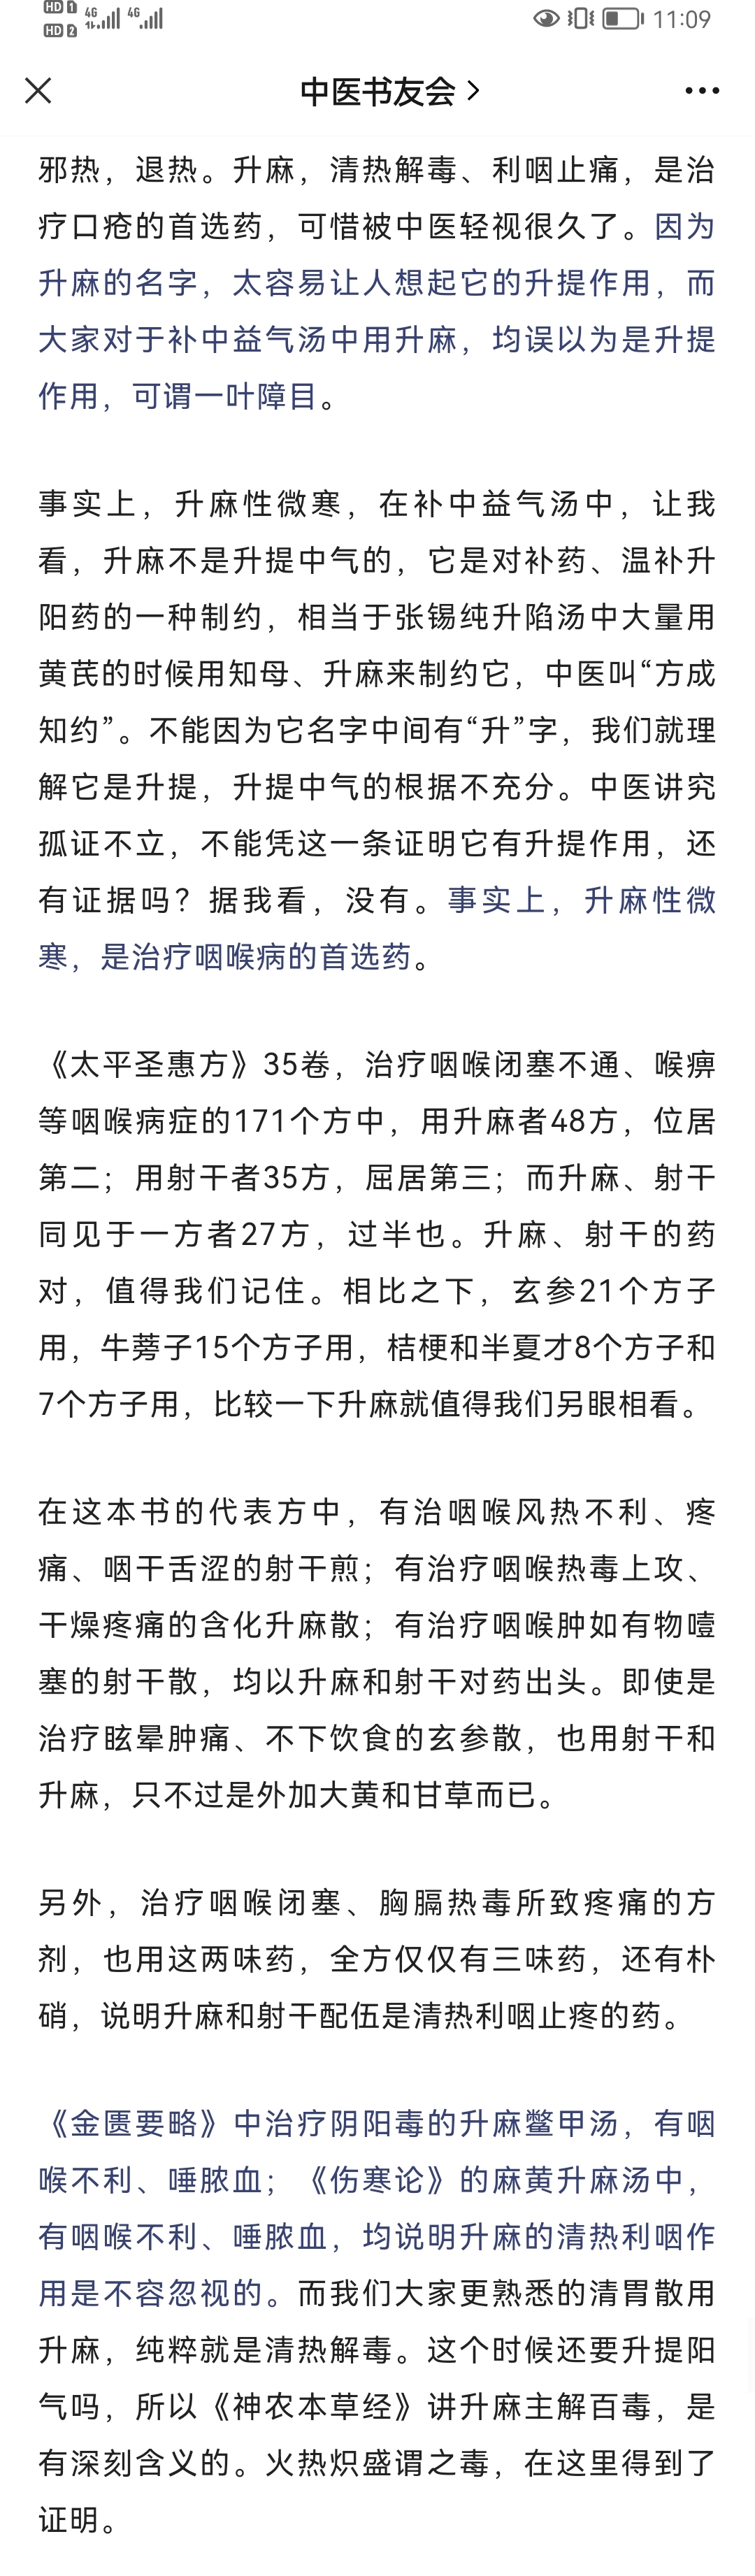 HD 1 4G 4G 11:09
HD 2
中医书友会
邪热，退热。升麻，清热解毒、利咽止痛，是治
疗口疮的首选药，可惜被中医轻视很久了。因为
升麻的名字，太容易让人想起它的升提作用，而
大家对于补中益气汤中用升麻，均误以为是升提
作用，可谓一叶障目。
事实上，升麻性微寒，在补中益气汤中，让我
看，升麻不是升提中气的，它是对补药、温补升
阳药的一种制约，相当于张锡纯升陷汤中大量用
黄芪的时候用知母、升麻来制约它，中医叫“方成
知约”。不能因为它名字中间有“升”字，我们就理
解它是升提，升提中气的根据不充分。中医讲究
孤证不立，不能凭这一条证明它有升提作用，还
有证据吗？据我看，没有。事实上，升麻性微
寒，是治疗咽喉病的首选药。
《太平圣惠方》35卷，治疗咽喉闭塞不通、喉痹
等咽喉病症的171个方中，用升麻者48方，位居
第二；用射干者35方，屈居第三；而升麻、射干
同见于一方者27方，过半也。升麻、射干的药
对，值得我们记住。相比之下，玄参21个方子
用，牛蒡子15个方子用，桔梗和半夏才8个方子和
7个方子用，比较一下升麻就值得我们另眼相看。
在这本书的代表方中，有治咽喉风热不利、疼
痛、咽干舌涩的射干煎；有治疗咽喉热毒上攻、
干燥疼痛的含化升麻散；有治疗咽喉肿如有物噎
塞的射干散，均以升麻和射干对药出头。即使是
治疗眩晕肿痛、不下饮食的玄参散，也用射干和
升麻，只不过是外加大黄和甘草而已。
另外，治疗咽喉闭塞、胸膈热毒所致疼痛的方
剂，也用这两味药，全方仅仅有三味药，还有朴
硝，说明升麻和射干配伍是清热利咽止疼的药。
《金匮要略》中治疗阴阳毒的升麻鳖甲汤，有咽
喉不利、唾脓血；《伤寒论》的麻黄升麻汤中，
有咽喉不利、唾脓血，均说明升麻的清热利咽作
用是不容忽视的。而我们大家更熟悉的清胃散用
升麻，纯粹就是清热解毒。这个时候还要升提阳
气吗，所以《神农本草经》讲升麻主解百毒，是
有深刻含义的。火热炽盛谓之毒，在这里得到了
证明。